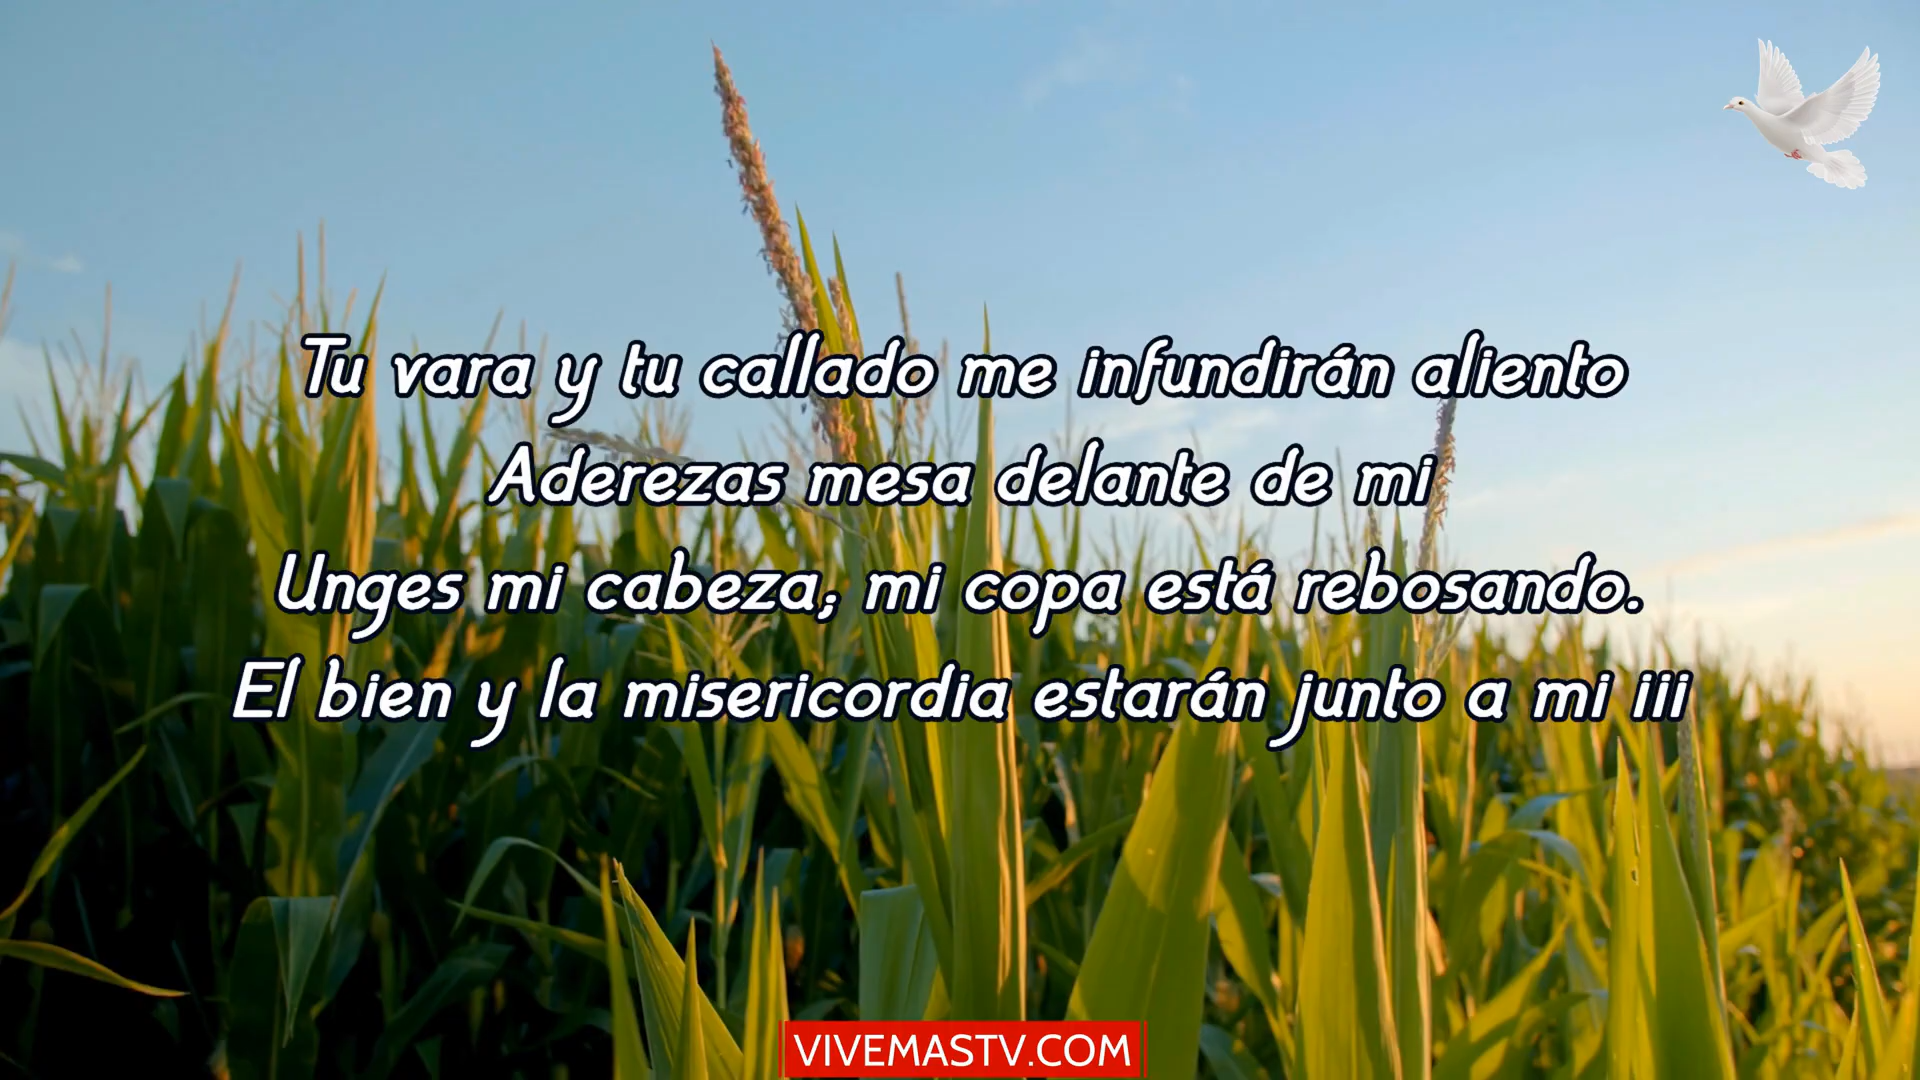 Tu vara y tu callado me infundirán aliento
Aderezas mesa delante de mi
Unges mi cabeza; mi copa está rebosando.
El bien y la misericordia estarán junto a mi iii
VIVEMASTV.COM